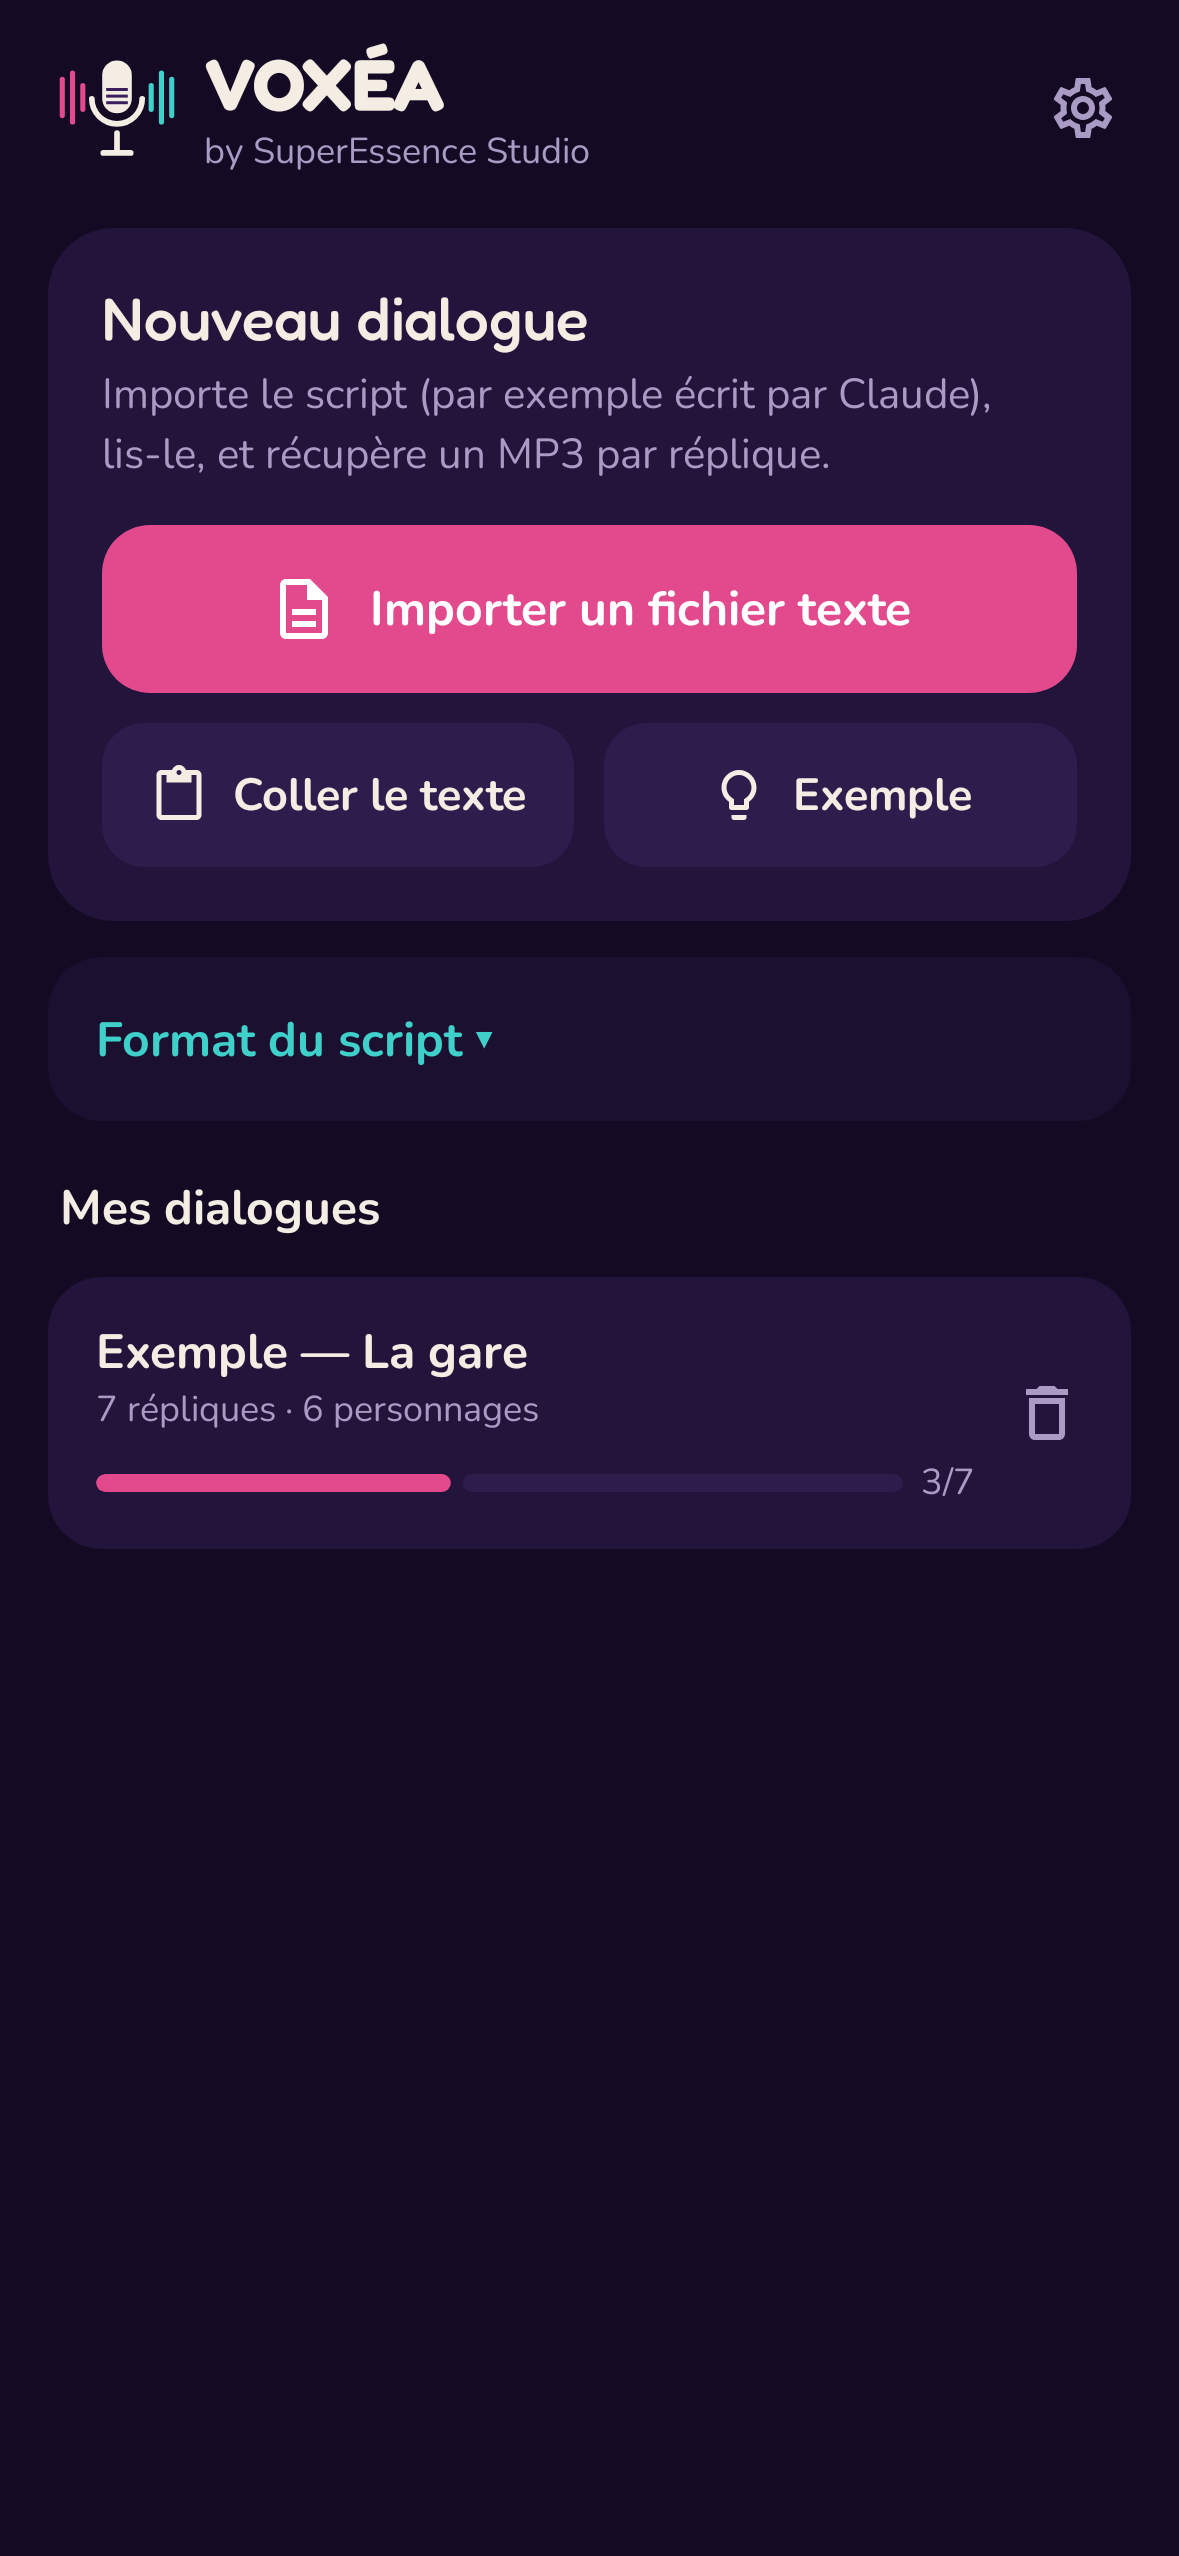 VOXÉA
by SuperEssence Studio
Nouveau dialogue
Importe le script (par exemple écrit par Claude),
lis-le, et récupère un MP3 par réplique.
Importer un fichier texte
Coller le texte
Exemple
Format du script ▾
Mes dialogues
Exemple — La gare
7 répliques · 6 personnages
3/7